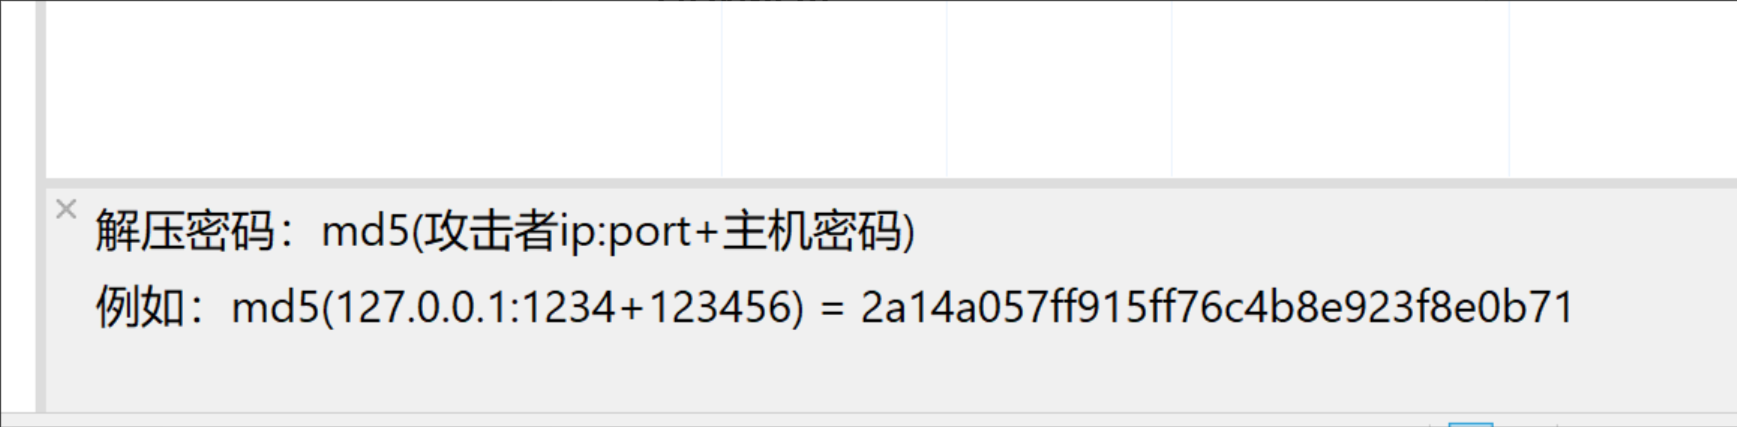 解压密码：md5(攻击者ip:port+主机密码)
例如：md5(127.0.0.1:1234+123456) = 2a14a057ff915ff76c4b8e923f8e0b71